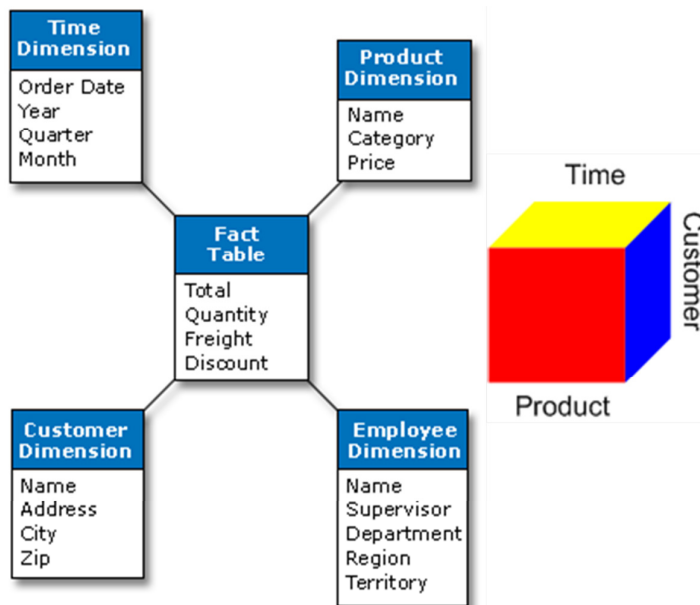 Time
Dimension
Order Date
Year
Quarter
Month
Product
Dimension
Name
Category
Price
Fact
Table
Total
Quantity
Freight
Discount
Customer
Dimension
Name
Address
City
Zip
Employee
Dimension
Name
Supervisor
Department
Region
Territory
Time
Customer
Product